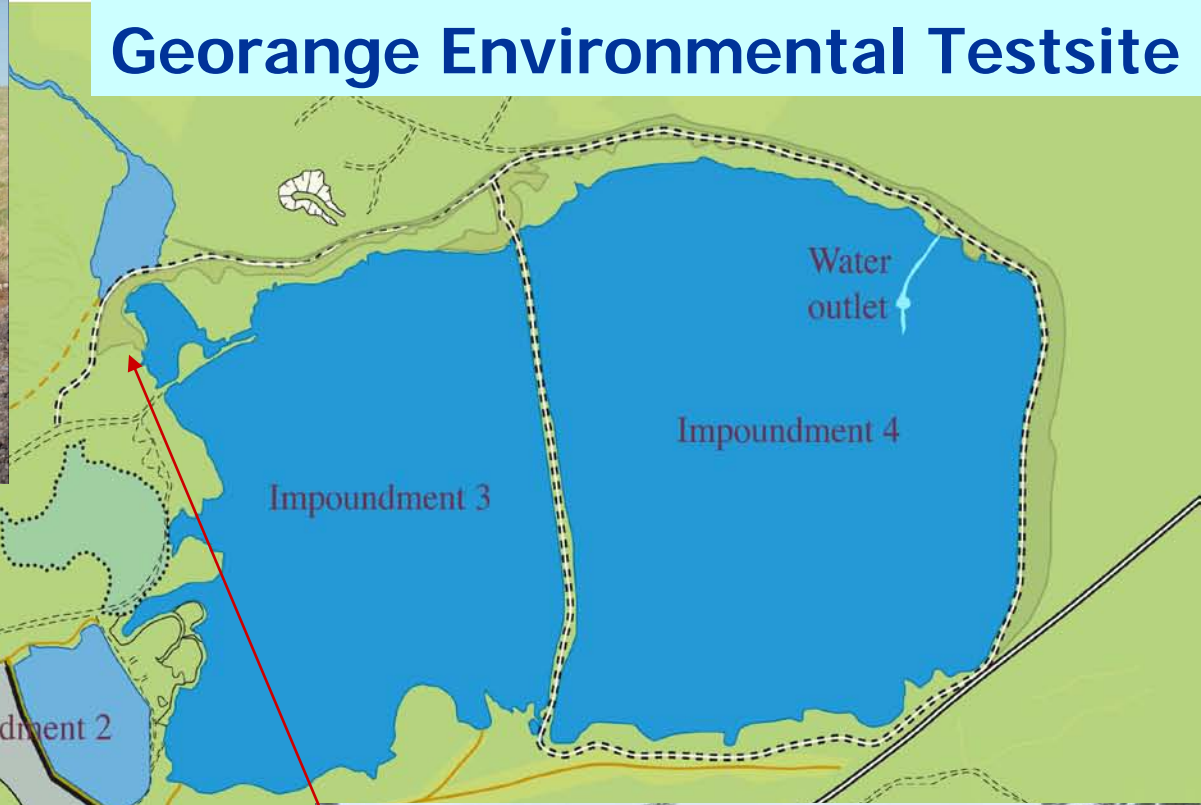 Georange Environmental Testsite
Water
outlet
Impoundment 4
Impoundment 3
dment 2